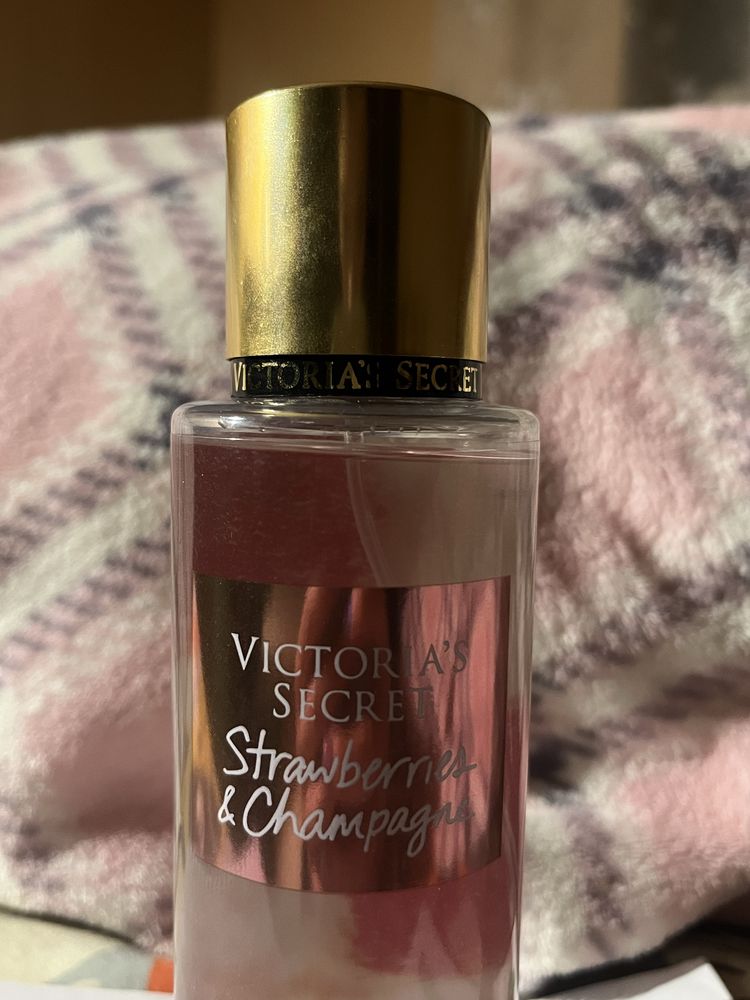 VICTORIA'S SECRET
VICTORIA'S
SECRET
Strawberries
& Champagne